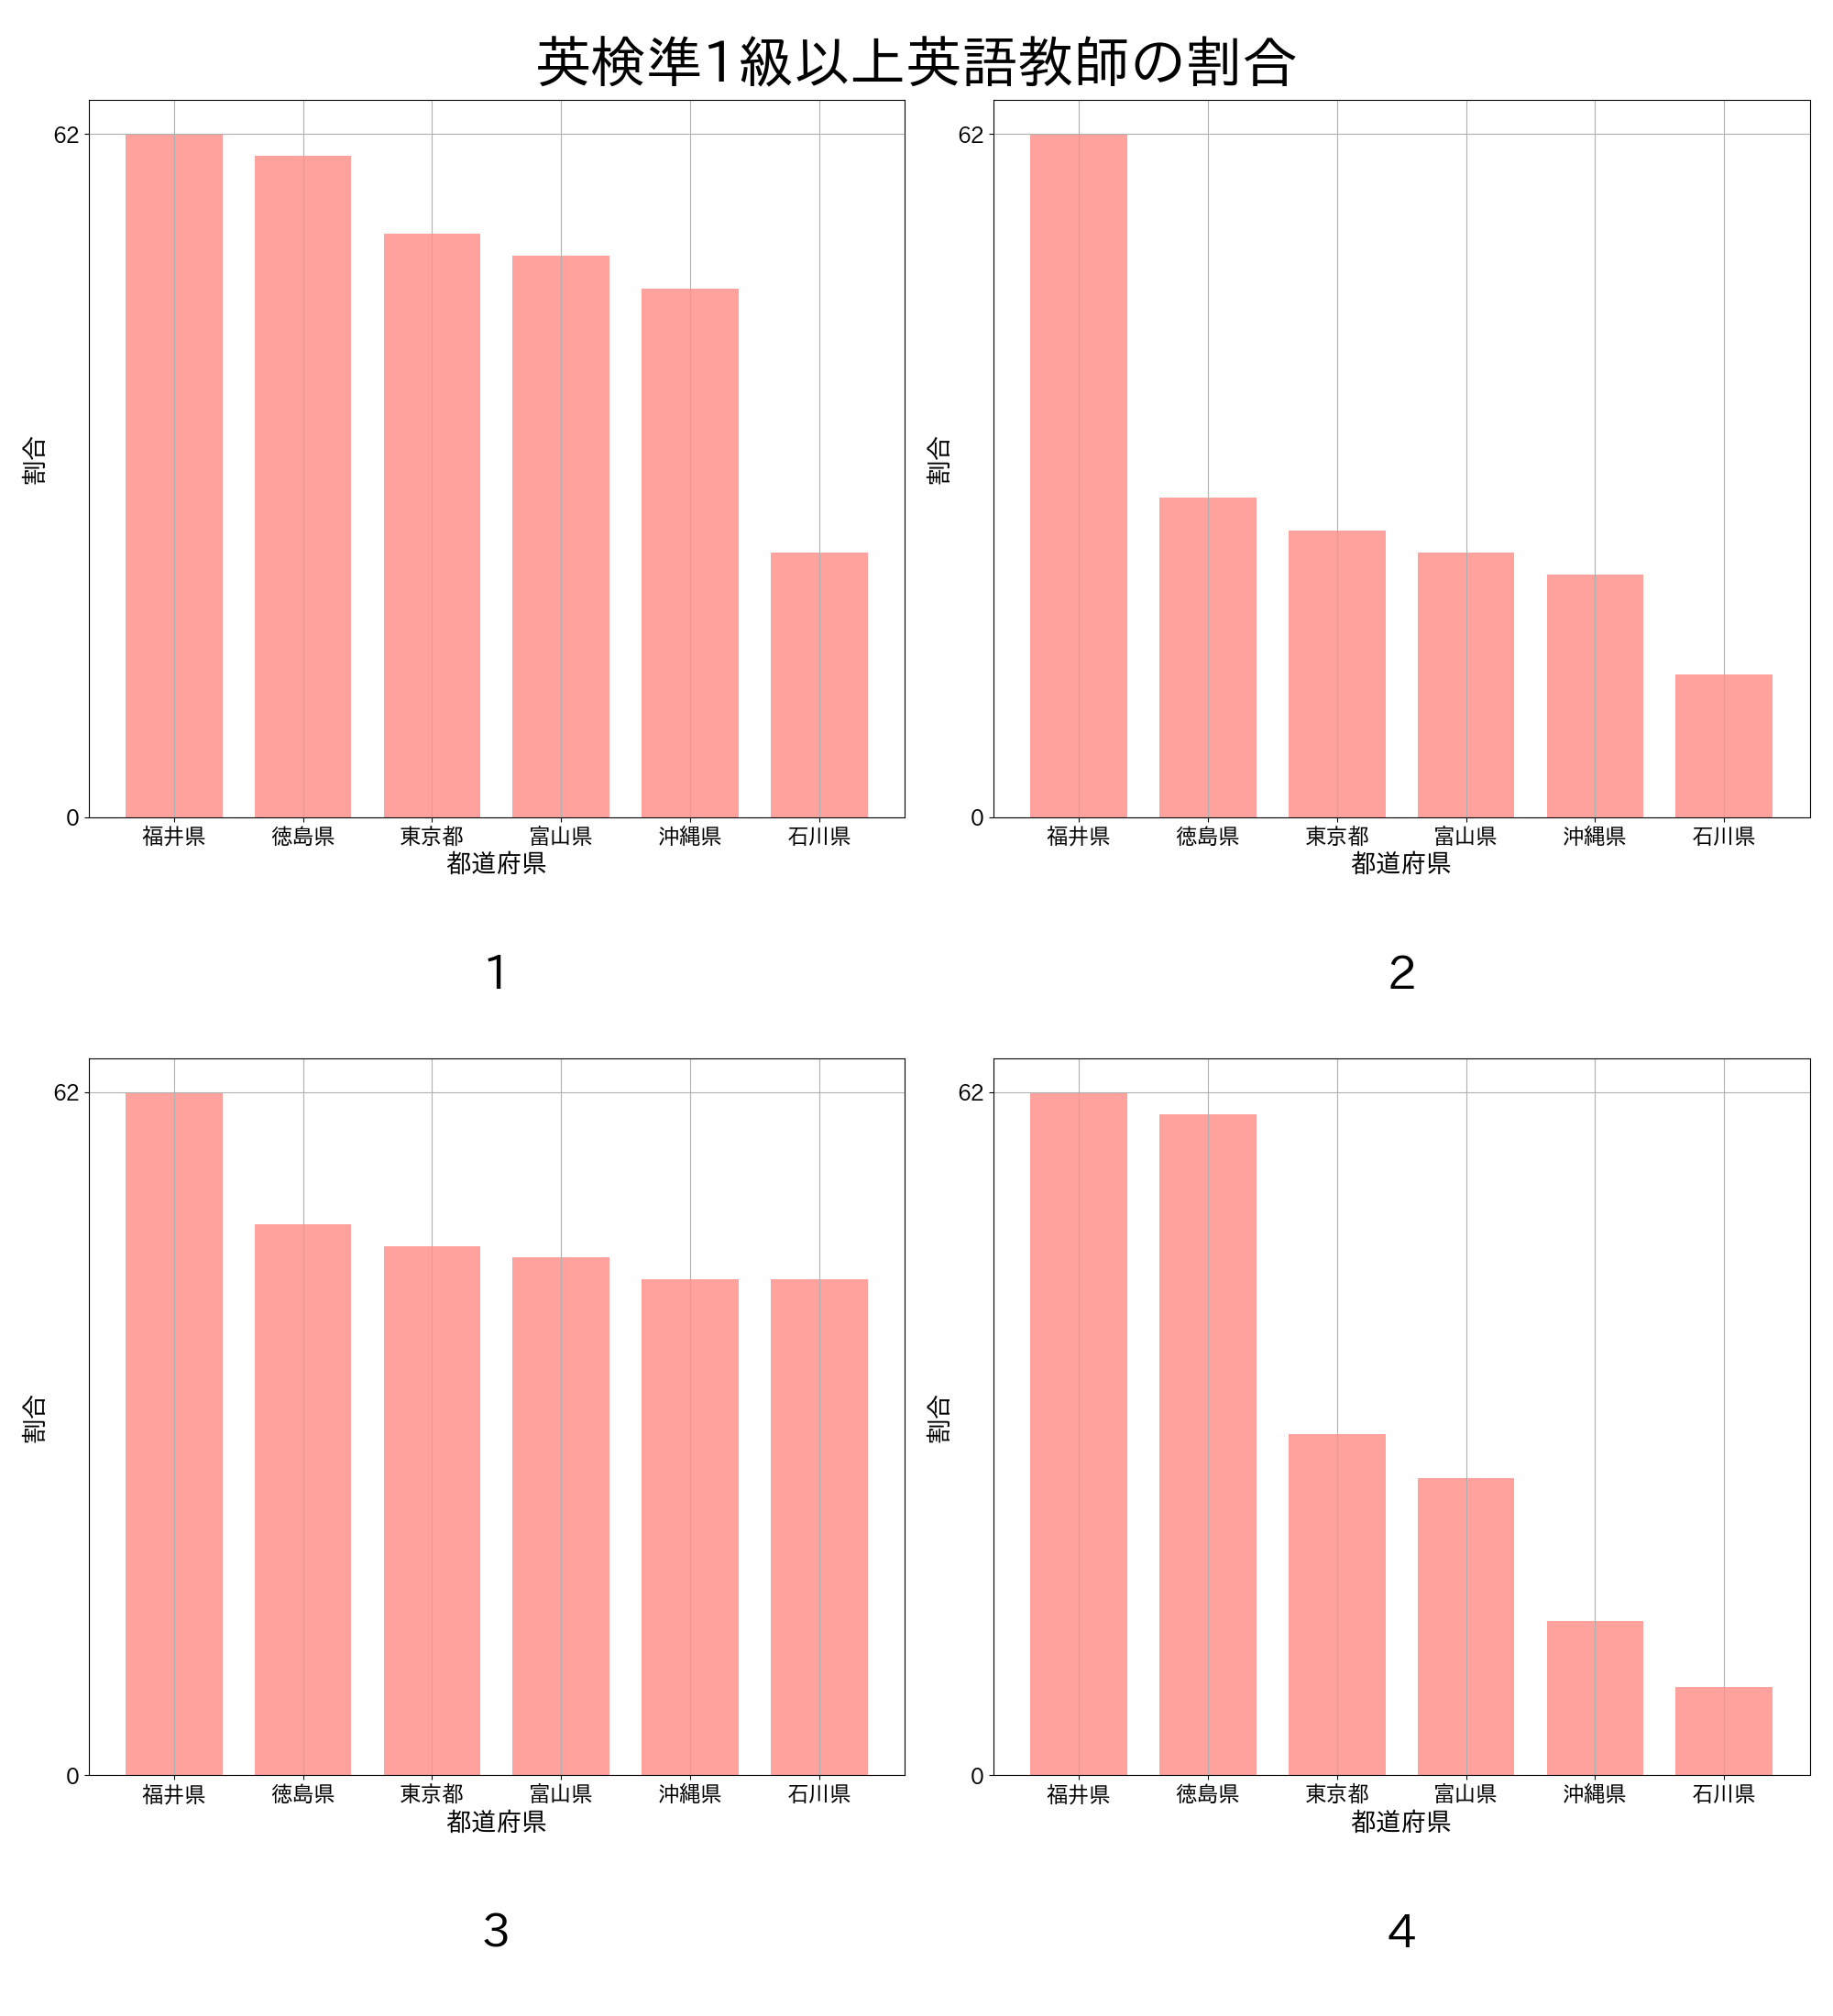 英検準1級以上英語教師の割合
62
割合
0
福井県 徳島県 東京都 富山県 沖縄県 石川県
都道府県
1
62
割合
0
福井県 徳島県 東京都 富山県 沖縄県 石川県
都道府県
2
62
割合
0
福井県 徳島県 東京都 富山県 沖縄県 石川県
都道府県
3
62
割合
0
福井県 徳島県 東京都 富山県 沖縄県 石川県
都道府県
4